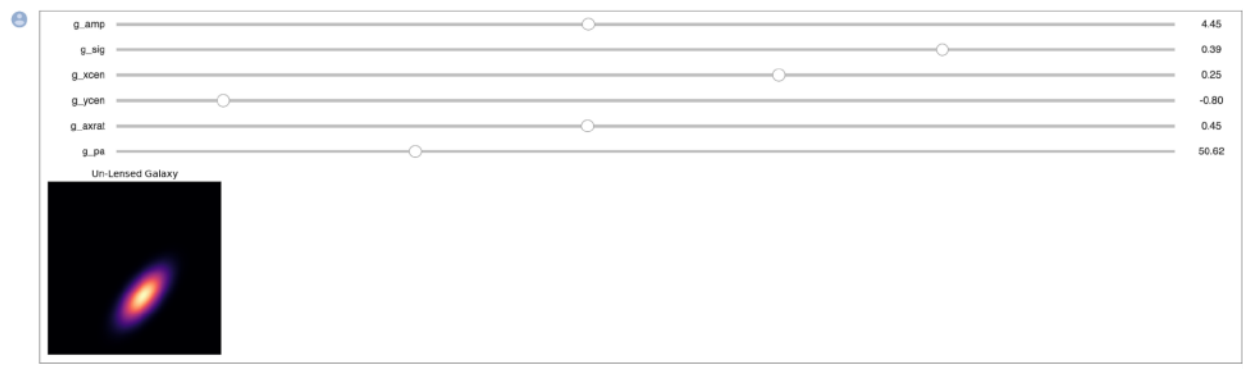 g_amp 4.45
g_sig 0.39
g_xcen 0.25
g_ycen -0.80
g_axrat 0.45
g_pa 50.62
Un-Lensed Galaxy